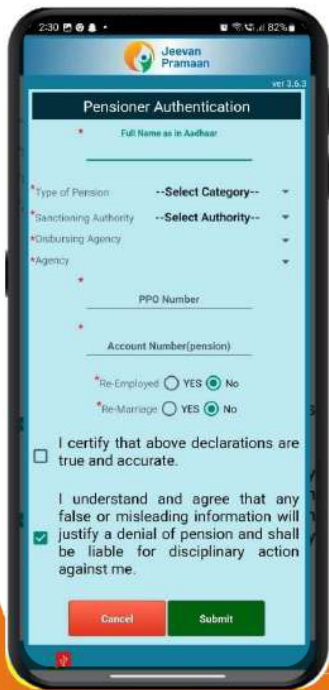 2:30
82%
Jeevan
Pramaan
ver 3.6.3
Pensioner Authentication
* Full Name as in Aadhaar
*Type of Pension --Select Category--
*Sanctioning Authority --Select Authority--
*Disbursing Agency
*Agency
*
PPO Number
*
Account Number(pension)
*Re-Employed YES No
*Re-Marriage YES No
I certify that above declarations are
true and accurate.
I understand and agree that any
false or misleading information will
justify a denial of pension and shall
be liable for disciplinary action
against me.
Cancel Submit